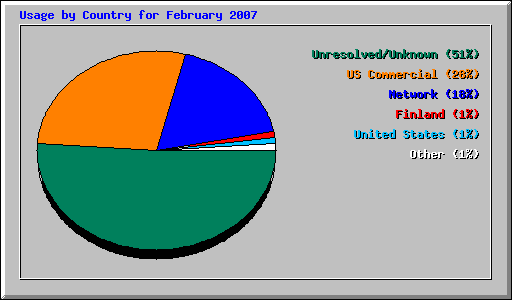 Usage by Country for February 2007
Unresolved/Unknown (51%)
US Commercial (28%)
Network (18%)
Finland (1%)
United States (1%)
Other (1%)